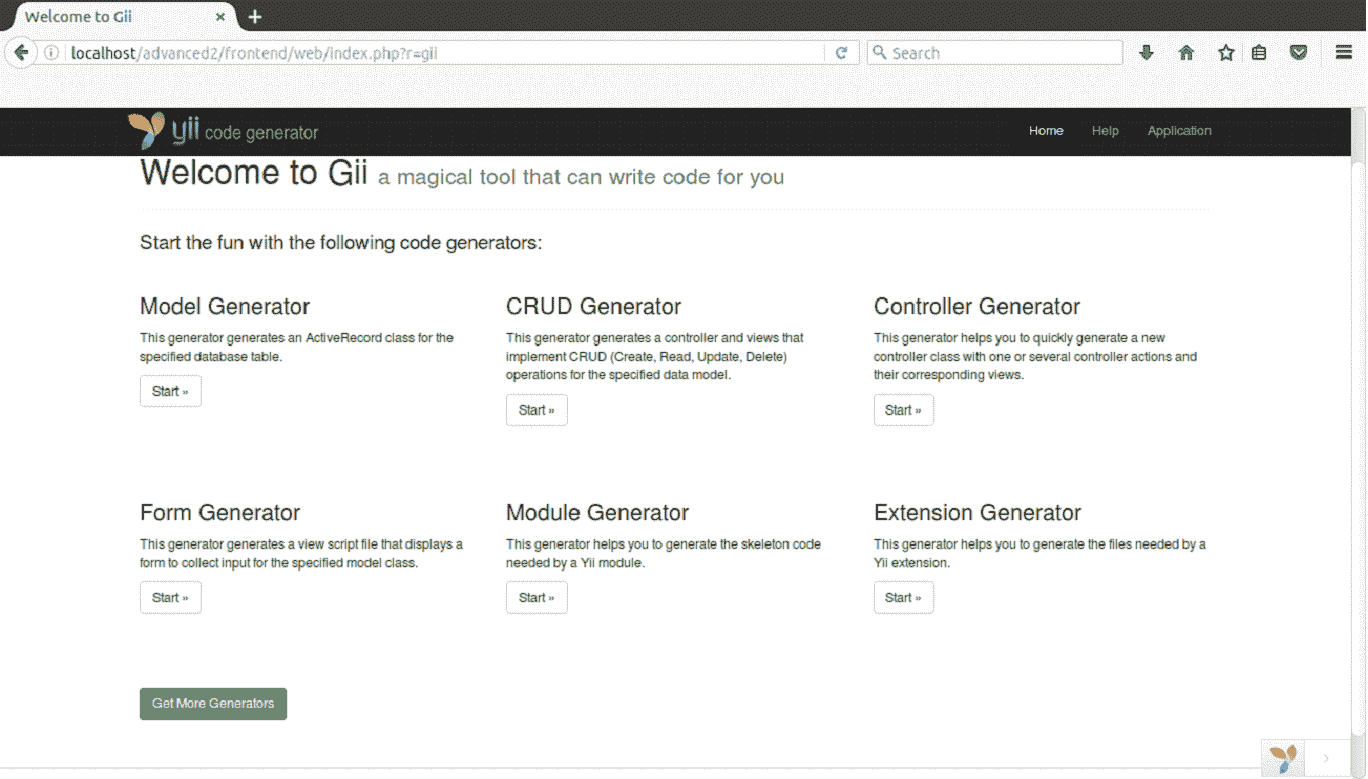 Welcome to Gii
localhost/advanced2/frontend/web/index.php?r=gii
Search
yii code generator
Home
Help
Application
Welcome to Gii a magical tool that can write code for you
Start the fun with the following code generators:
Model Generator
This generator generates an ActiveRecord class for the
specified database table.
Start »
CRUD Generator
This generator generates a controller and views that
implement CRUD (Create, Read, Update, Delete)
operations for the specified data model.
Start »
Controller Generator
This generator helps you to quickly generate a new
controller class with one or several controller actions and
their corresponding views.
Start »
Form Generator
This generator generates a view script file that displays a
form to collect input for the specified model class.
Start »
Module Generator
This generator helps you to generate the skeleton code
needed by a Yii module.
Start »
Extension Generator
This generator helps you to generate the files needed by a
Yii extension.
Start »
Get More Generators